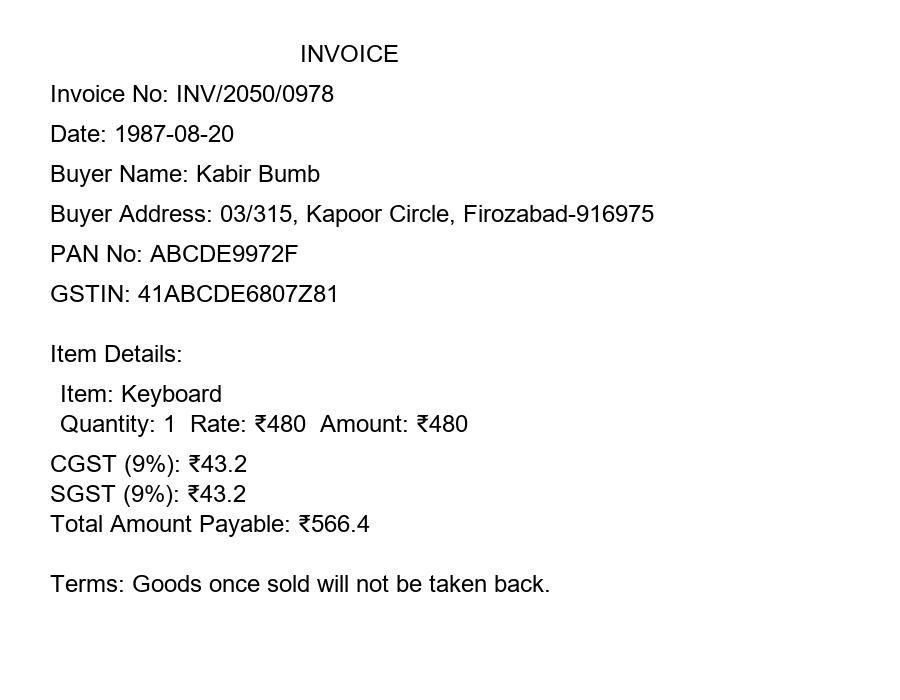 INVOICE
Invoice No: INV/2050/0978
Date: 1987-08-20
Buyer Name: Kabir Bumb
Buyer Address: 03/315, Kapoor Circle, Firozabad-916975
PAN No: ABCDE9972F
GSTIN: 41ABCDE6807Z81
Item Details:
Item: Keyboard
Quantity: 1 Rate: ₹480 Amount: ₹480
CGST (9%): ₹43.2
SGST (9%): ₹43.2
Total Amount Payable: ₹566.4
Terms: Goods once sold will not be taken back.